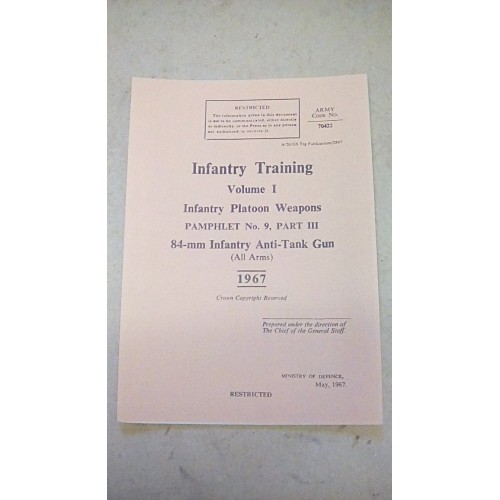 RESTRICTED
The information given in this document
is not to be communicated, either directly
or indirectly, to the Press or to any person
not authorized to receive it.
ARMY
Code No.
70422
Infantry Training
Volume I
Infantry Platoon Weapons
PAMPHLET No. 9, PART III
84-mm Infantry Anti-Tank Gun
(All Arms)
1967
Crown Copyright Reserved
Prepared under the direction of
The Chief of the General Staff.
MINISTRY OF DEFENCE,
May, 1967.
RESTRICTED